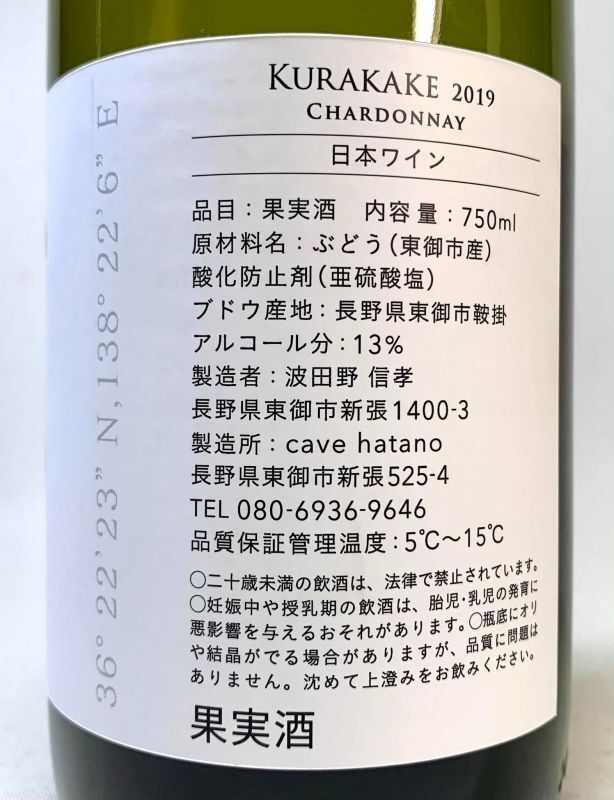 KURAKAKE 2019
CHARDONNAY
日本ワイン
品目：果実酒　内容量：750ml
原材料名：ぶどう（東御市産）
酸化防止剤（亜硫酸塩）
ブドウ産地：長野県東御市鞍掛
アルコール分：13％
製造者：波田野 信孝
長野県東御市新張1400-3
製造所：cave hatano
長野県東御市新張525-4
TEL 080-6936-9646
品質保証管理温度：5℃〜15℃
○二十歳未満の飲酒は、法律で禁止されています。
○妊娠中や授乳期の飲酒は、胎児・乳児の発育に
悪影響を与えるおそれがあります。○瓶底にオリ
や結晶がでる場合がありますが、品質に問題は
ありません。沈めて上澄みをお飲みください。
果実酒
36° 22’ 23” N, 138° 22’ 6” E